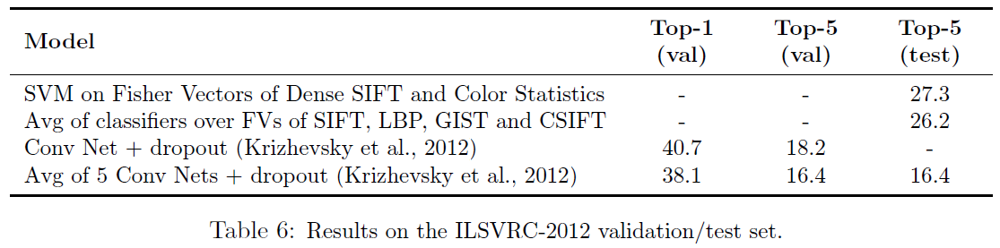 Model Top-1 (val) Top-5 (val) Top-5 (test)
SVM on Fisher Vectors of Dense SIFT and Color Statistics - - 27.3
Avg of classifiers over FVs of SIFT, LBP, GIST and CSIFT - - 26.2
Conv Net + dropout (Krizhevsky et al., 2012) 40.7 18.2 -
Avg of 5 Conv Nets + dropout (Krizhevsky et al., 2012) 38.1 16.4 16.4
Table 6: Results on the ILSVRC-2012 validation/test set.